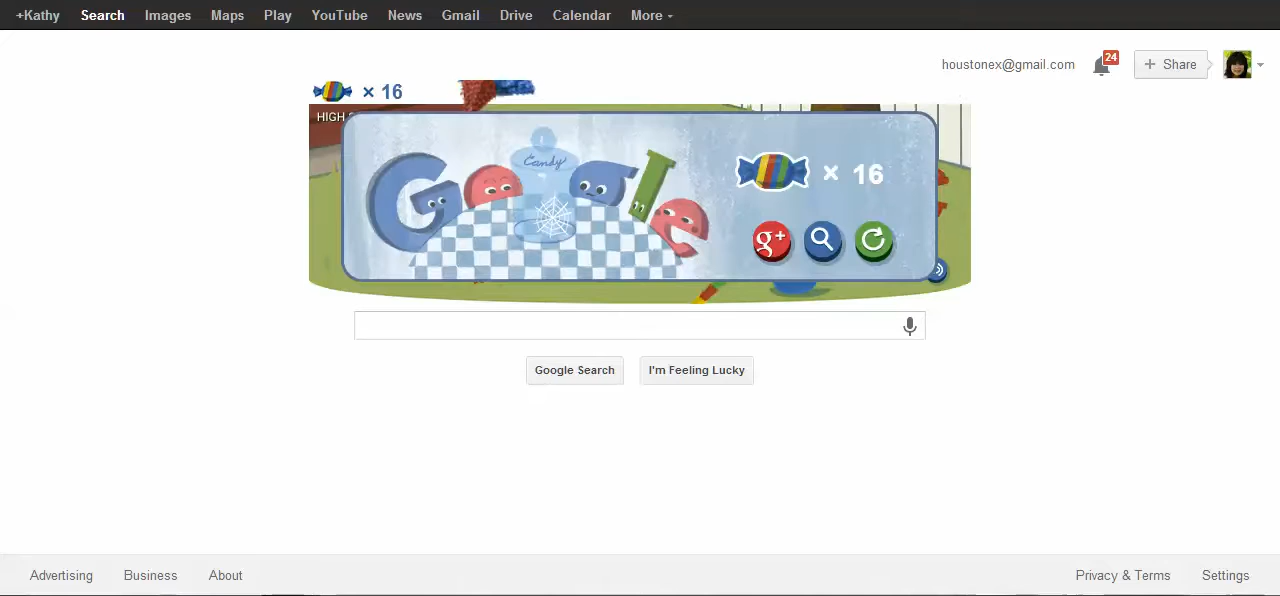 +Kathy Search Images Maps Play YouTube News Gmail Drive Calendar More
houstonex@gmail.com 24 + Share
× 16
HIGH
Candy
× 16
g+
Google Search I'm Feeling Lucky
Advertising Business About Privacy & Terms Settings